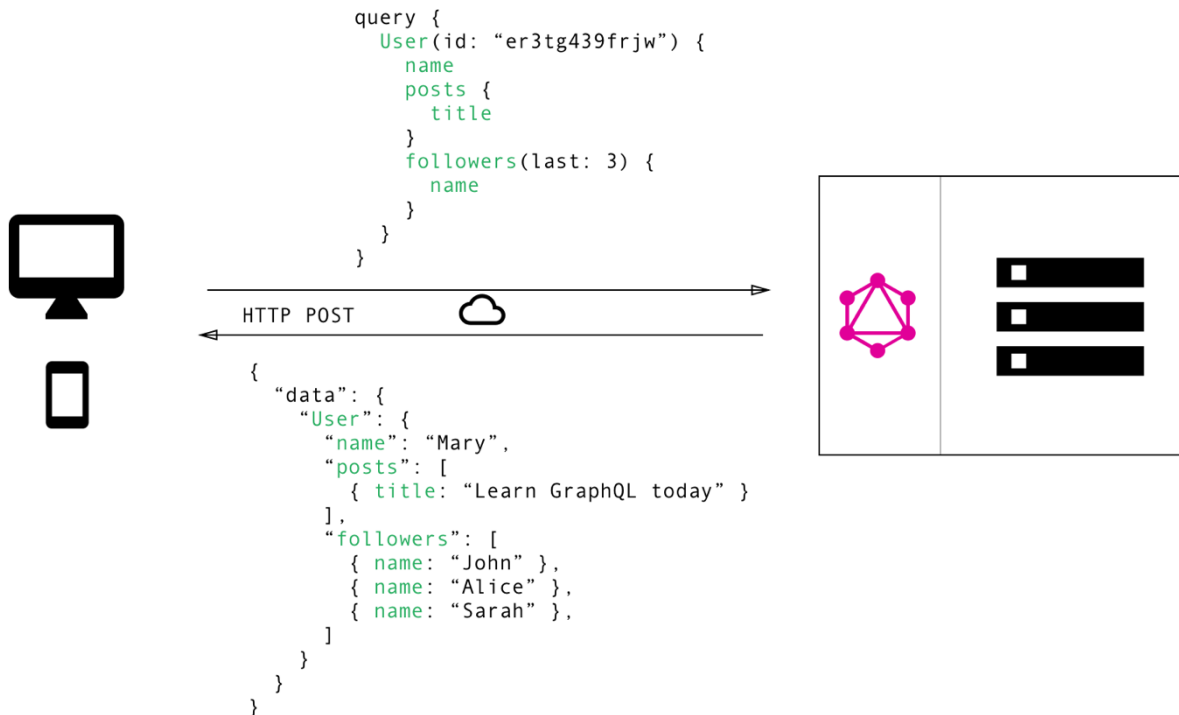 query {
  User(id: “er3tg439frjw”) {
    name
    posts {
      title
    }
    followers(last: 3) {
      name
    }
  }
}
HTTP POST
{
  “data”: {
    “User”: {
      “name”: “Mary”,
      “posts”: [
        { title: “Learn GraphQL today” }
      ],
      “followers”: [
        { name: “John” },
        { name: “Alice” },
        { name: “Sarah” },
      ]
    }
  }
}